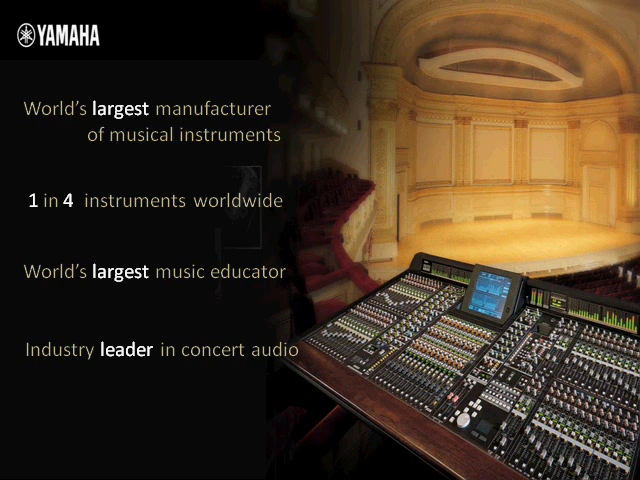 YAMAHA
World's largest manufacturer
of musical instruments
1 in 4 instruments worldwide
World's largest music educator
Industry leader in concert audio